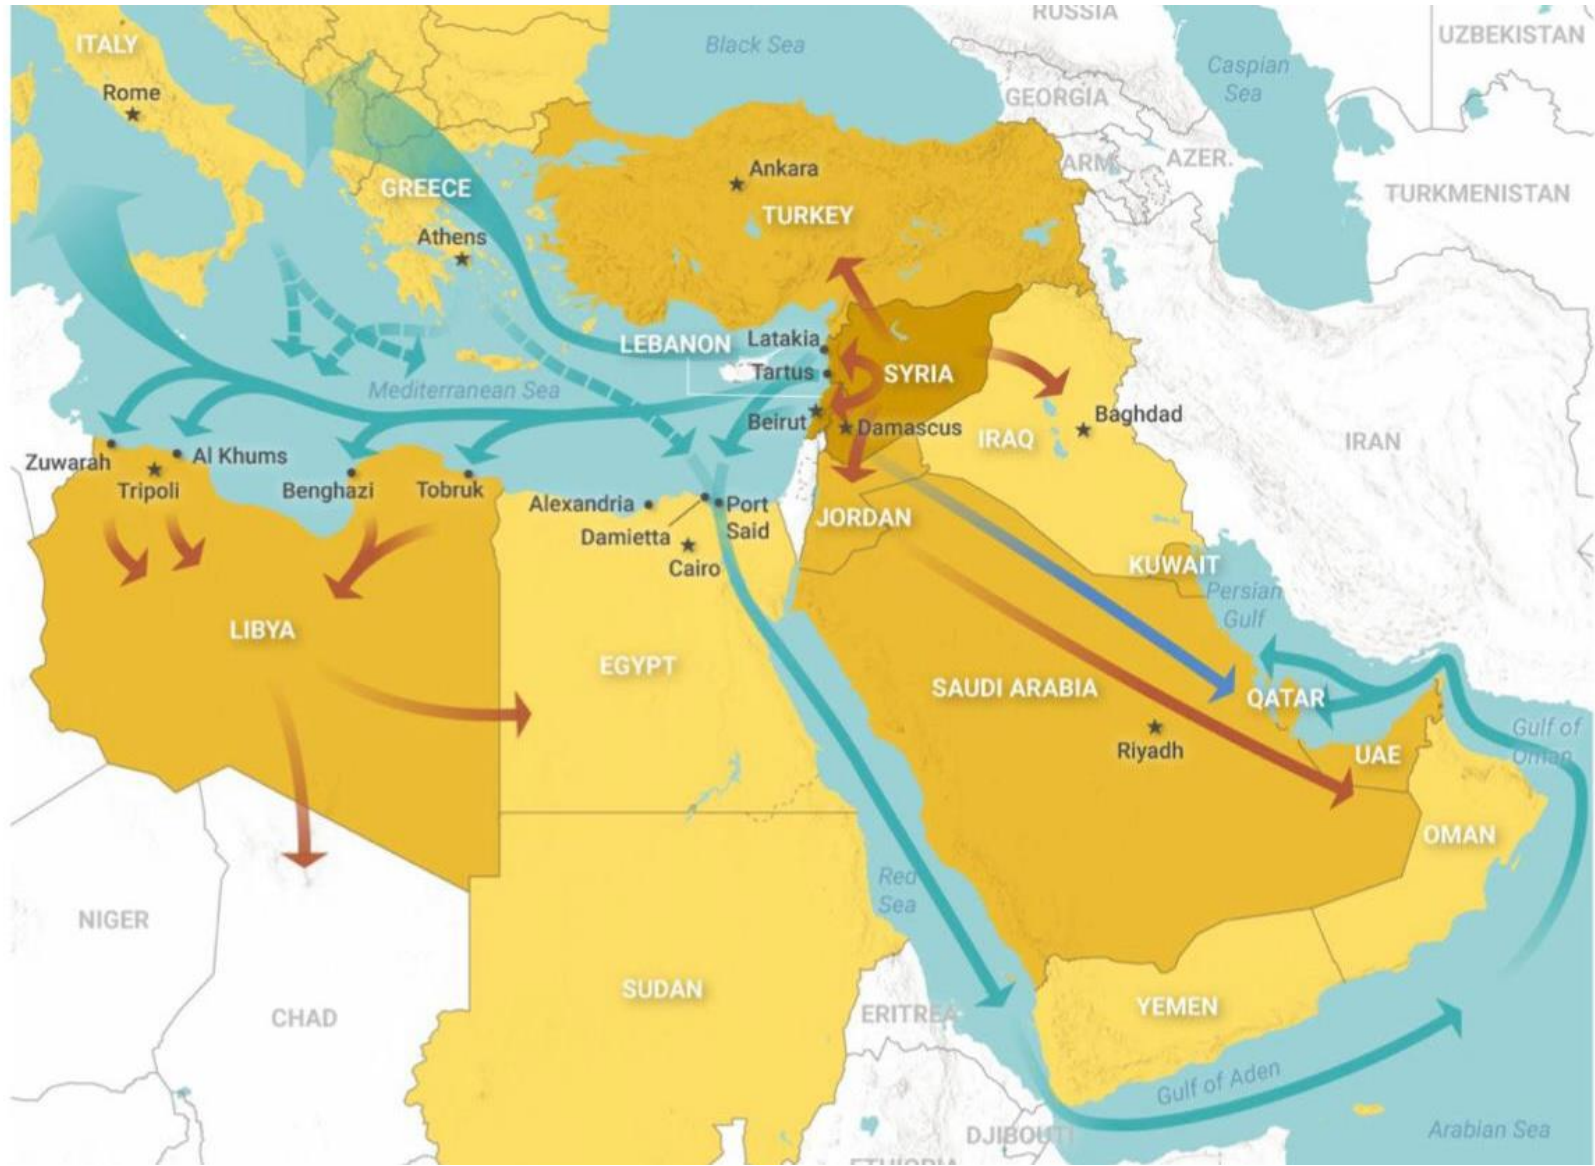 RUSSIA
ITALY
Black Sea
UZBEKISTAN
Caspian
Sea
Rome
GEORGIA
ARM.
AZER.
Ankara
TURKMENISTAN
GREECE
TURKEY
Athens
LEBANON
Latakia
Tartus
SYRIA
Mediterranean Sea
Beirut
Damascus
Baghdad
IRAQ
IRAN
Zuwarah
Al Khums
Tripoli
Benghazi
Tobruk
Alexandria
Port
Said
Damietta
Cairo
JORDAN
KUWAIT
Persian
Gulf
LIBYA
EGYPT
SAUDI ARABIA
QATAR
Riyadh
UAE
Gulf of
Oman
OMAN
Red
Sea
NIGER
SUDAN
CHAD
ERITREA
YEMEN
Gulf of Aden
DJIBOUTI
Arabian Sea
ETHIOPIA